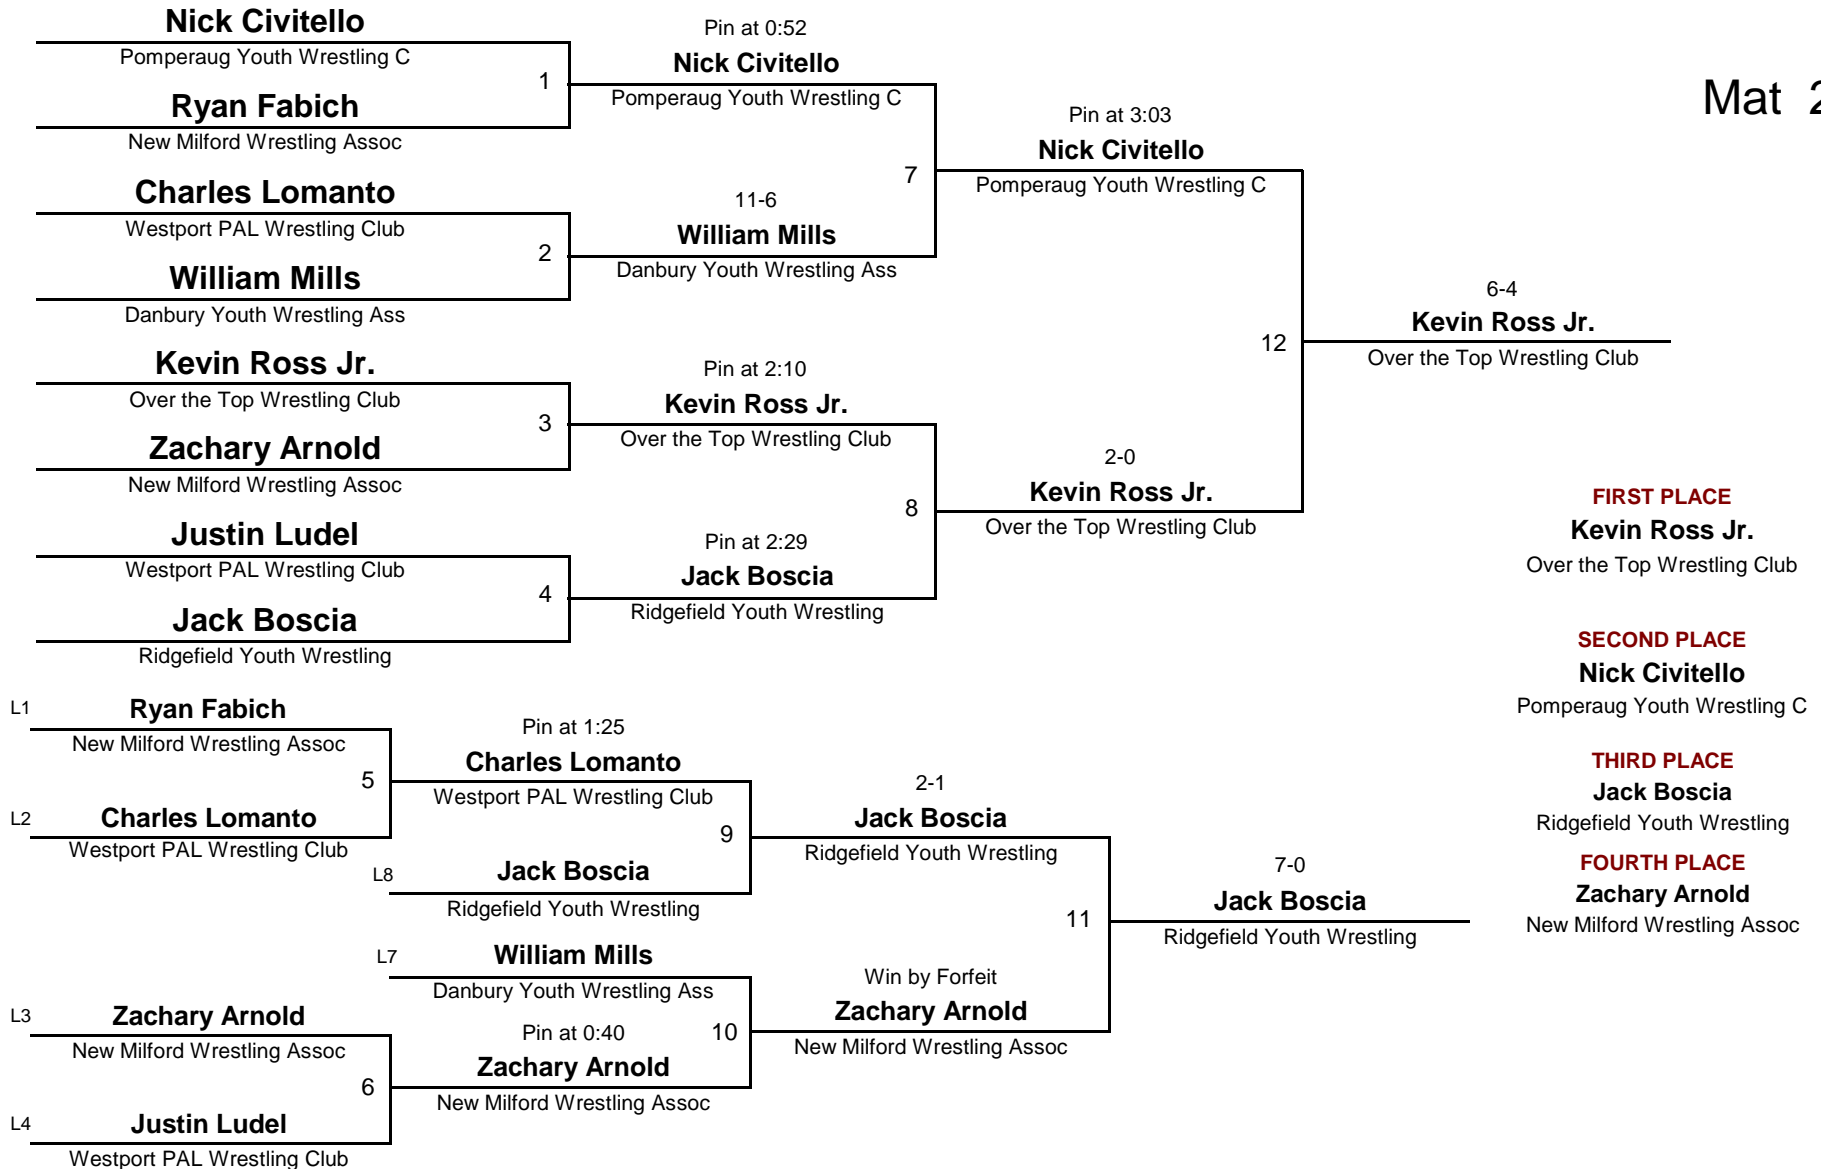 Nick Civitello
Pomperaug Youth Wrestling C
1
Ryan Fabich
New Milford Wrestling Assoc
Charles Lomanto
Westport PAL Wrestling Club
2
William Mills
Danbury Youth Wrestling Ass
Kevin Ross Jr.
Over the Top Wrestling Club
3
Zachary Arnold
New Milford Wrestling Assoc
Justin Ludel
Westport PAL Wrestling Club
4
Jack Boscia
Ridgefield Youth Wrestling
Pin at 0:52
Nick Civitello
Pomperaug Youth Wrestling C
7
11-6
William Mills
Danbury Youth Wrestling Ass
Pin at 2:10
Kevin Ross Jr.
Over the Top Wrestling Club
8
Pin at 2:29
Jack Boscia
Ridgefield Youth Wrestling
Pin at 3:03
Nick Civitello
Pomperaug Youth Wrestling C
12
2-0
Kevin Ross Jr.
Over the Top Wrestling Club
6-4
Kevin Ross Jr.
Over the Top Wrestling Club
Mat 2
L1 Ryan Fabich
New Milford Wrestling Assoc
5
L2 Charles Lomanto
Westport PAL Wrestling Club
L3 Zachary Arnold
New Milford Wrestling Assoc
6
L4 Justin Ludel
Westport PAL Wrestling Club
Pin at 1:25
Charles Lomanto
Westport PAL Wrestling Club
9
L8 Jack Boscia
Ridgefield Youth Wrestling
L7 William Mills
Danbury Youth Wrestling Ass
Pin at 0:40 10
Zachary Arnold
New Milford Wrestling Assoc
2-1
Jack Boscia
Ridgefield Youth Wrestling
11
Win by Forfeit
Zachary Arnold
New Milford Wrestling Assoc
7-0
Jack Boscia
Ridgefield Youth Wrestling
FIRST PLACE
Kevin Ross Jr.
Over the Top Wrestling Club
SECOND PLACE
Nick Civitello
Pomperaug Youth Wrestling C
THIRD PLACE
Jack Boscia
Ridgefield Youth Wrestling
FOURTH PLACE
Zachary Arnold
New Milford Wrestling Assoc